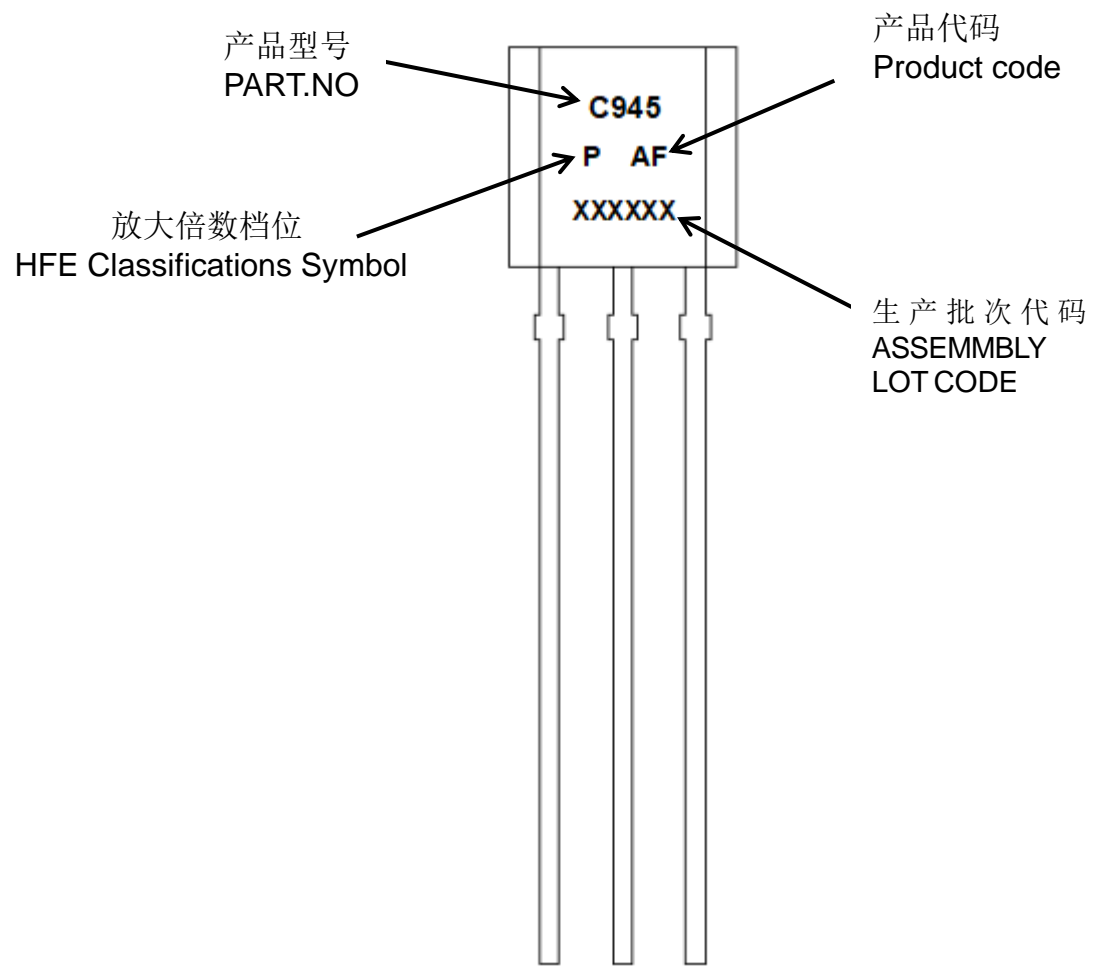 产品型号
PART.NO
产品代码
Product code
C945
P AF
XXXXXX
放大倍数档位
HFE Classifications Symbol
生产批次代码
ASSEMMBLY
LOT CODE